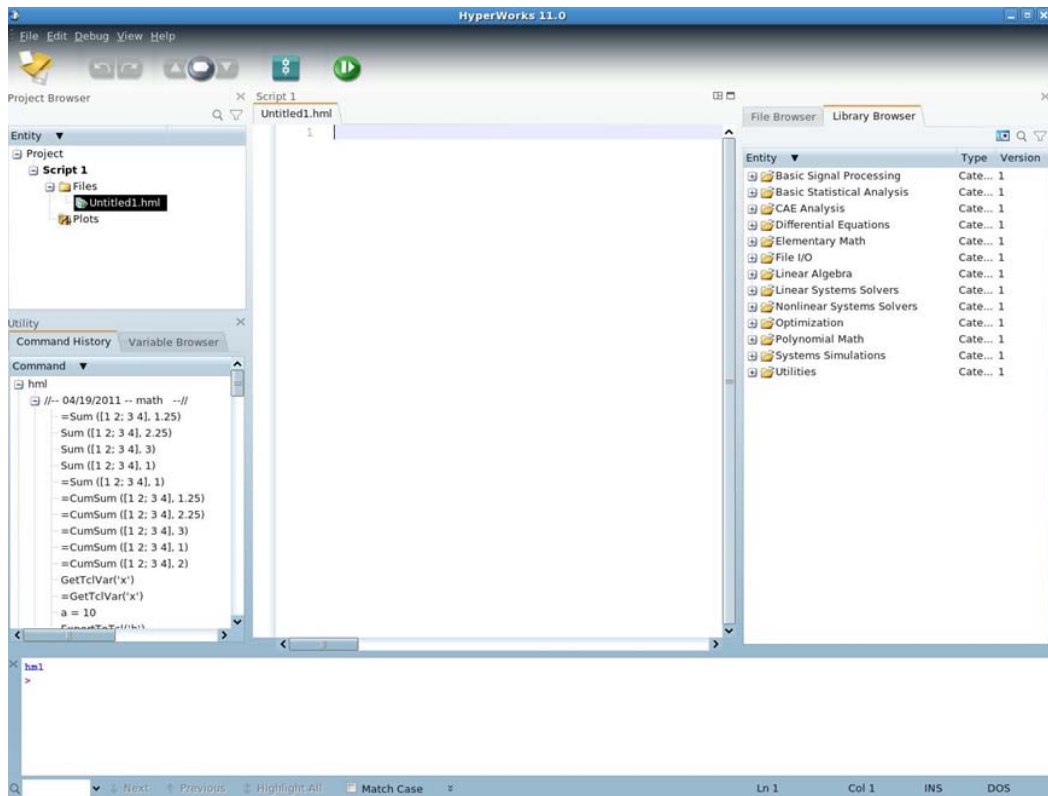 HyperWorks 11.0
File Edit Debug View Help
Project Browser
Entity
Project
Script 1
Files
Untitled1.hml
Plots
Utility
Command History Variable Browser
Command
hml
//-- 04/19/2011 -- math --//
=Sum ([1 2; 3 4], 1.25)
Sum ([1 2; 3 4], 2.25)
Sum ([1 2; 3 4], 3)
Sum ([1 2; 3 4], 1)
=Sum ([1 2; 3 4], 1)
=CumSum ([1 2; 3 4], 1.25)
=CumSum ([1 2; 3 4], 2.25)
=CumSum ([1 2; 3 4], 3)
=CumSum ([1 2; 3 4], 1)
=CumSum ([1 2; 3 4], 2)
GetTclVar('x')
=GetTclVar('x')
a = 10
Script 1
Untitled1.hml
1
File Browser Library Browser
Entity Type Version
Basic Signal Processing Cate... 1
Basic Statistical Analysis Cate... 1
CAE Analysis Cate... 1
Differential Equations Cate... 1
Elementary Math Cate... 1
File I/O Cate... 1
Linear Algebra Cate... 1
Linear Systems Solvers Cate... 1
Nonlinear Systems Solvers Cate... 1
Optimization Cate... 1
Polynomial Math Cate... 1
Systems Simulations Cate... 1
Utilities Cate... 1
hml
>
Next Previous Highlight All Match Case Ln 1 Col 1 INS DOS